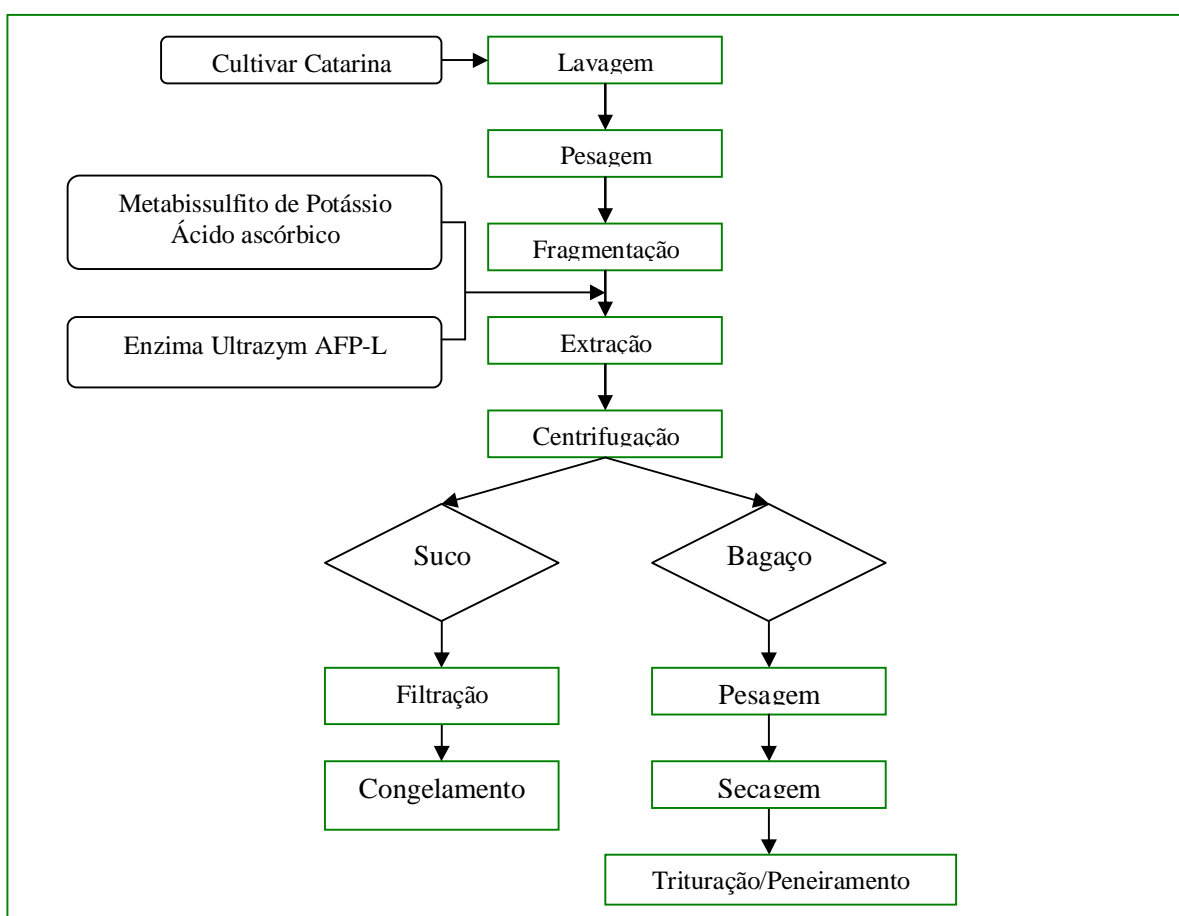 Cultivar Catarina
Lavagem
Pesagem
Metabissulfito de Potássio
Ácido ascórbico
Fragmentação
Enzima Ultrazym AFP-L
Extração
Centrifugação
Suco
Bagaço
Filtração
Pesagem
Congelamento
Secagem
Trituração/Peneiramento